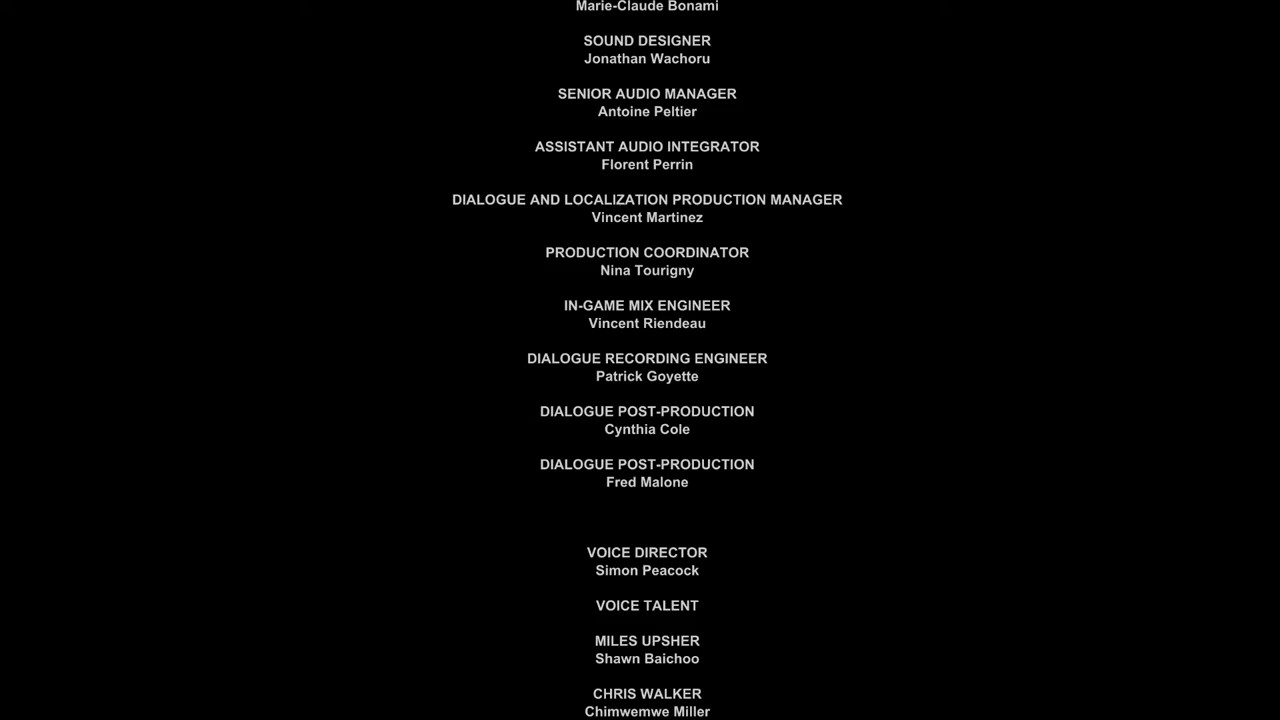 Marie-Claude Bonami
SOUND DESIGNER
Jonathan Wachoru
SENIOR AUDIO MANAGER
Antoine Peltier
ASSISTANT AUDIO INTEGRATOR
Florent Perrin
DIALOGUE AND LOCALIZATION PRODUCTION MANAGER
Vincent Martinez
PRODUCTION COORDINATOR
Nina Tourigny
IN-GAME MIX ENGINEER
Vincent Riendeau
DIALOGUE RECORDING ENGINEER
Patrick Goyette
DIALOGUE POST-PRODUCTION
Cynthia Cole
DIALOGUE POST-PRODUCTION
Fred Malone
VOICE DIRECTOR
Simon Peacock
VOICE TALENT
MILES UPSHER
Shawn Baichoo
CHRIS WALKER
Chimwemwe Miller